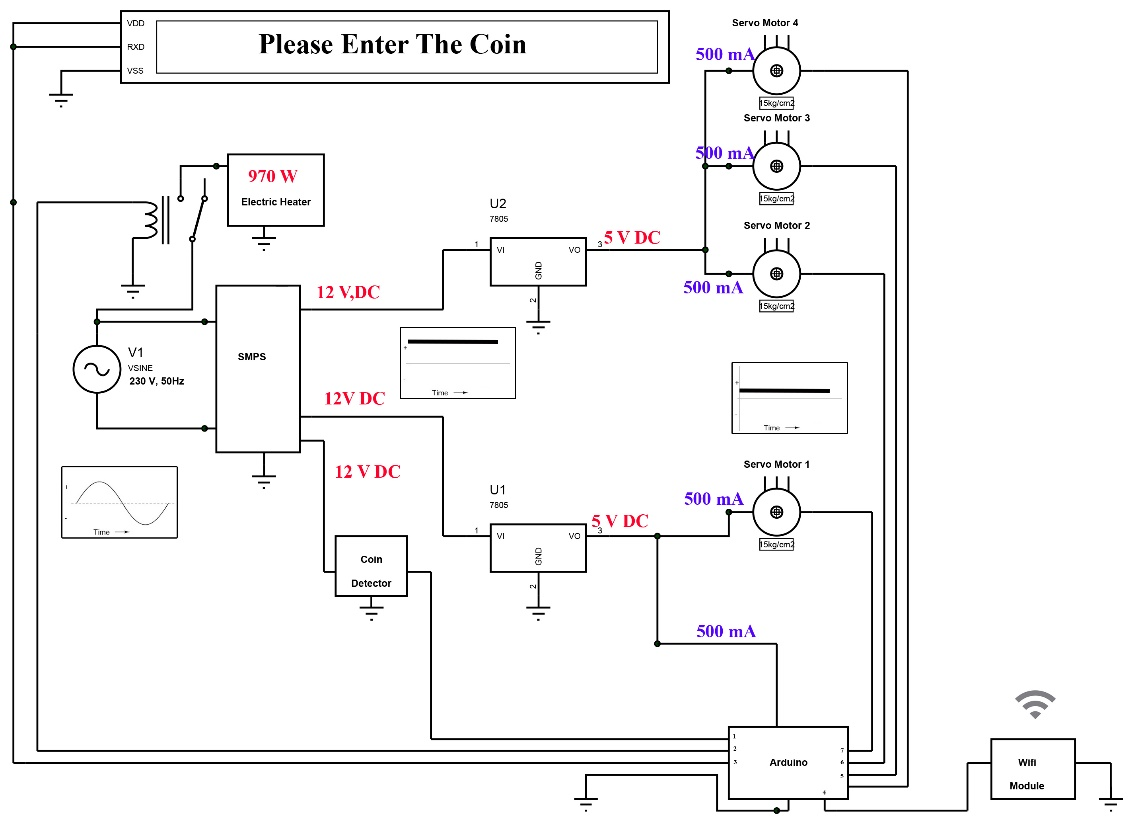 VDD
RXD
VSS
Please Enter The Coin
Servo Motor 4
500 mA
15kg/cm2
Servo Motor 3
500 mA
15kg/cm2
Servo Motor 2
500 mA
15kg/cm2
970 W
Electric Heater
U2
7805
1
VI
VO
3
GND
2
5 V DC
12 V,DC
SMPS
V1
VSINE
230 V, 50Hz
+
Time
+
-
Time
12V DC
12 V DC
+
-
Time
Servo Motor 1
500 mA
15kg/cm2
U1
7805
1
VI
VO
3
GND
2
5 V DC
Coin
Detector
500 mA
1
2
3
7
6
5
4
Arduino
Wifi
Module